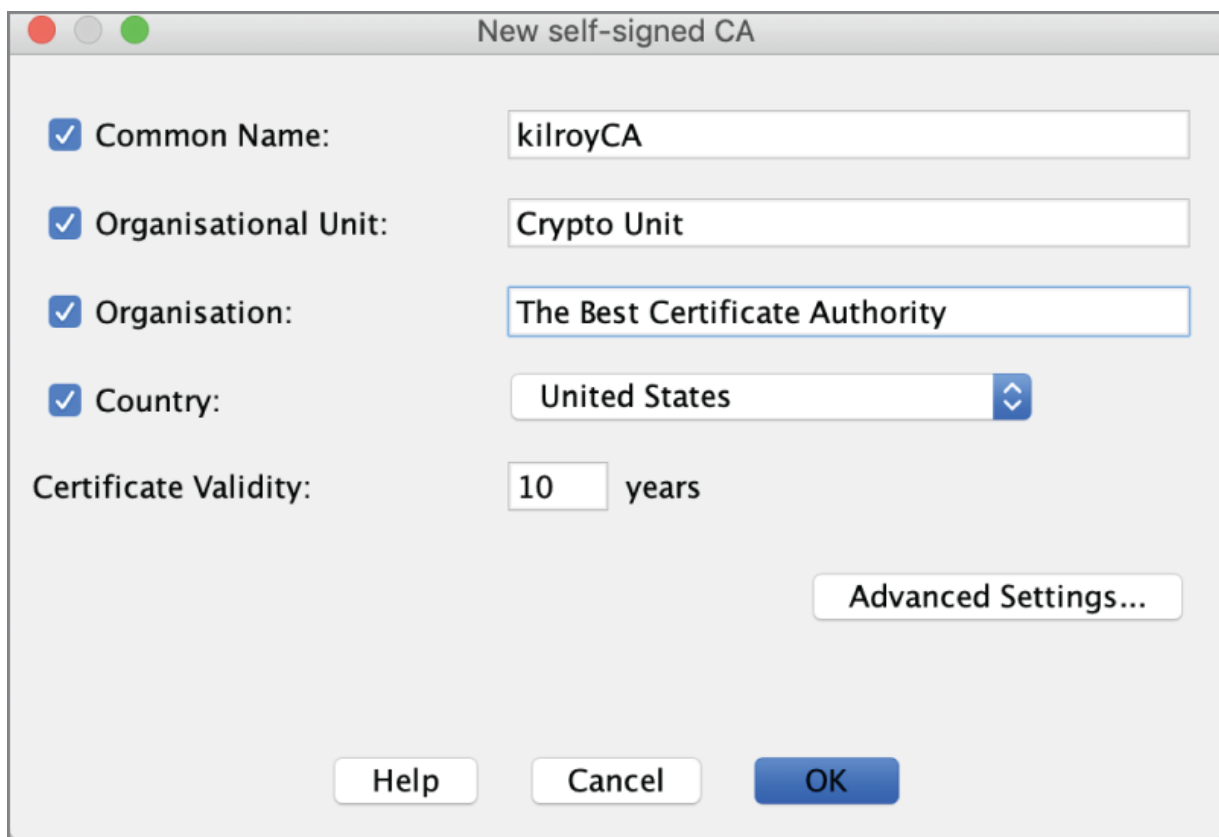 New self-signed CA
Common Name: kilroyCA
Organisational Unit: Crypto Unit
Organisation: The Best Certificate Authority
Country: United States
Certificate Validity: 10 years
Advanced Settings...
Help Cancel OK